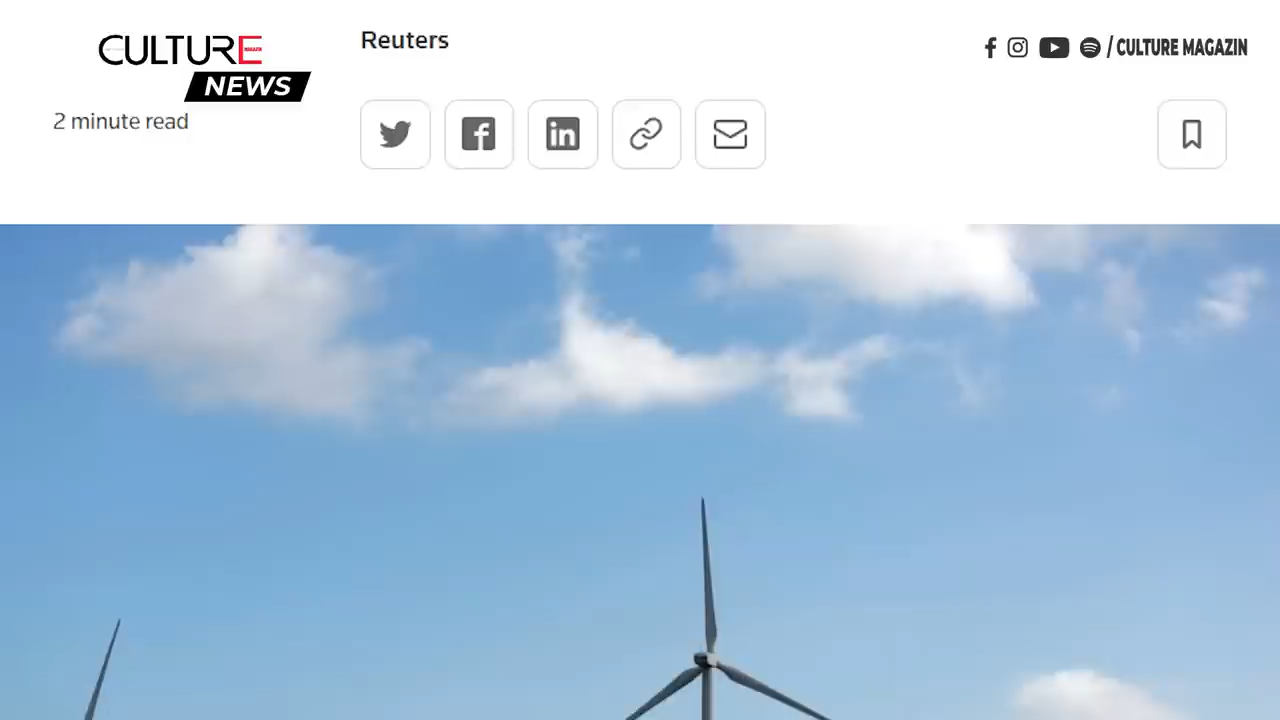 CULTURE
NEWS
Reuters
/ CULTURE MAGAZIN
2 minute read